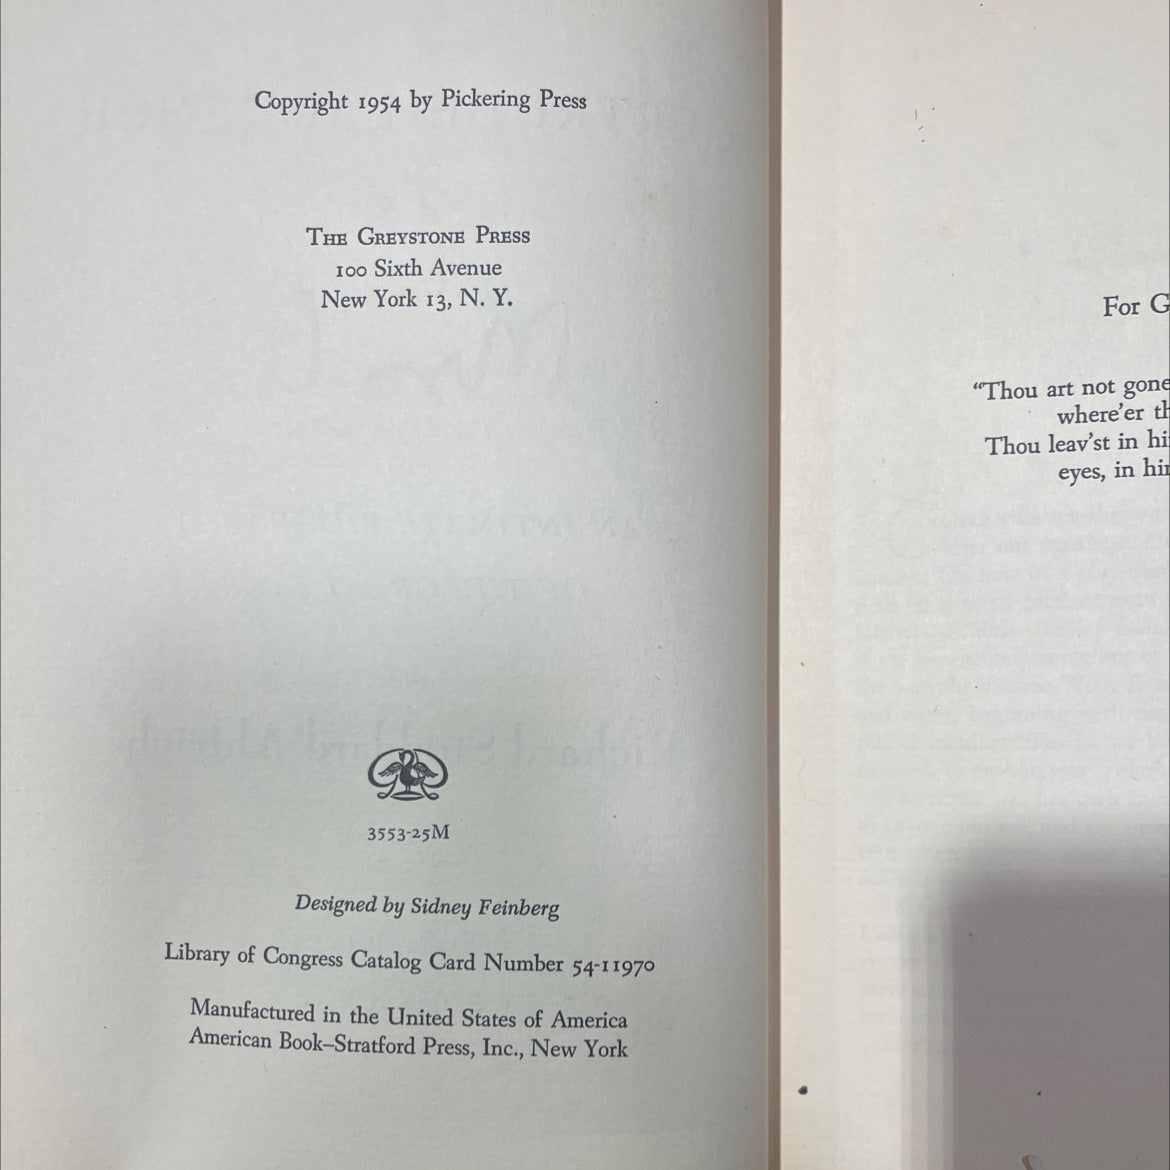 Copyright 1954 by Pickering Press
THE GREYSTONE PRESS
100 Sixth Avenue
New York 13, N. Y.
3553-25M
Designed by Sidney Feinberg
Library of Congress Catalog Card Number 54-11970
Manufactured in the United States of America
American Book–Stratford Press, Inc., New York
For G
"Thou art not gone
where'er th
Thou leav'st in hi
eyes, in hi